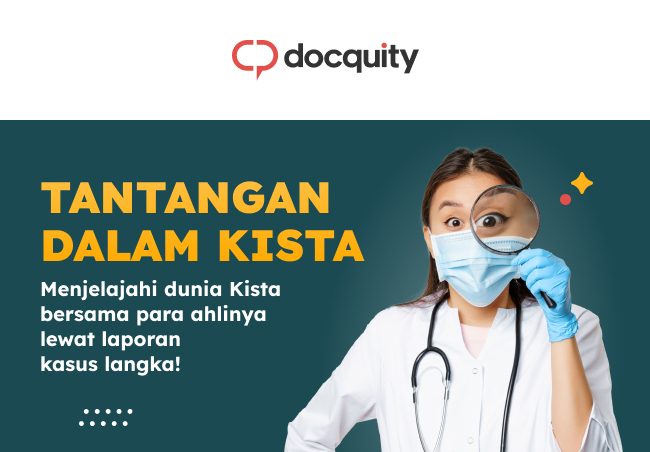 docquity
TANTANGAN
DALAM KISTA
Menjelajahi dunia Kista
bersama para ahlinya
lewat laporan
kasus langka!